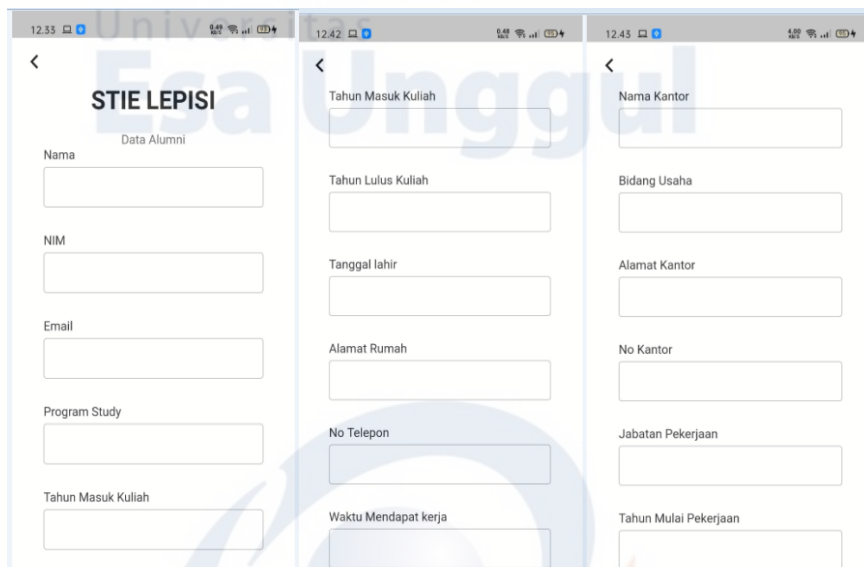 Universitas
Esa Unggul
12.33
STIE LEPISI
Data Alumni
Nama
NIM
Email
Program Study
Tahun Masuk Kuliah
12.42
Tahun Masuk Kuliah
Tahun Lulus Kuliah
Tanggal lahir
Alamat Rumah
No Telepon
Waktu Mendapat kerja
12.43
Nama Kantor
Bidang Usaha
Alamat Kantor
No Kantor
Jabatan Pekerjaan
Tahun Mulai Pekerjaan